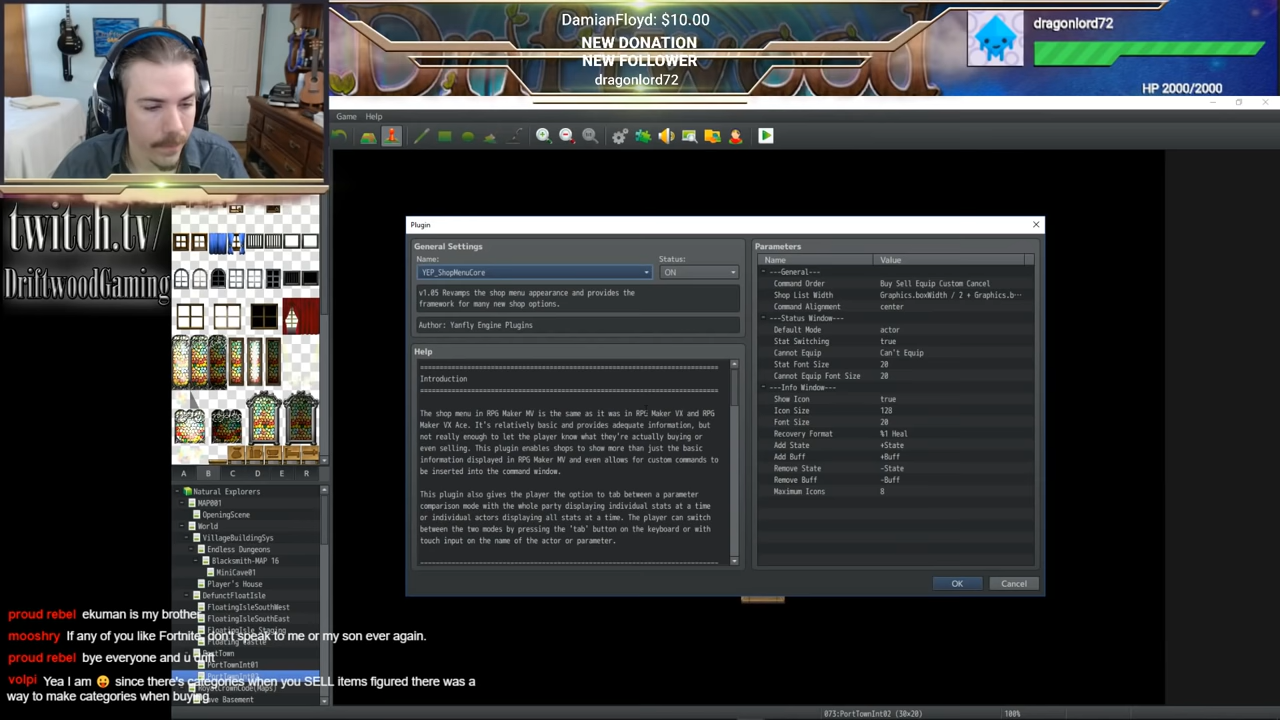 DamianFloyd: $10.00
NEW DONATION
NEW FOLLOWER
dragonlord72
dragonlord72
HP 2000/2000
twitch.tv/
DriftwoodGaming
Game Help
Plugin
General Settings
Name:
Status:
YEP_ShopMenuCore
ON
v1.05 Revamps the shop menu appearance and provides the
framework for many new shop options.
Author: Yanfly Engine Plugins
Help
Introduction
The shop menu in RPG Maker MV is the same as it was in RPG Maker VX and RPG
Maker VX Ace. It's relatively basic and provides adequate information, but
not really enough to let the player know what they're actually buying or
even selling. This plugin enables shops to show more than just the basic
information displayed in RPG Maker MV and even allows for custom commands to
be inserted into the command window.
This plugin also gives the player the option to tab between a parameter
comparison mode with the whole party displaying individual stats at a time
or individual actors displaying all stats at a time. The player can switch
between the two modes by pressing the 'tab' button on the keyboard or with
touch input on the name of the actor or parameter.
Parameters
Name Value
---General---
Command Order Buy Sell Equip Custom Cancel
Shop List Width Graphics.boxWidth / 2 + Graphics.b···
Command Alignment center
---Status Window---
Default Mode actor
Stat Switching true
Cannot Equip Can't Equip
Stat Font Size 20
Cannot Equip Font Size 20
---Info Window---
Show Icon true
Icon Size 128
Font Size 20
Recovery Format %1 Heal
Add State +State
Add Buff +Buff
Remove State -State
Remove Buff -Buff
Maximum Icons 8
OK Cancel
A B C D E R
Natural Explorers
MAP001
OpeningScene
World
VillageBuildingSys
Endless Dungeons
Blacksmith-MAP 16
MiniCave01
Player's House
DefunctFloatIsle
FloatingIsleSouthWest
FloatingIsleSouthEast
FloatingIsle Staging
Floating Castle
PortTownInt01
RoyalCrownCode(Maps)
Basement
proud rebel ekuman is my brother
mooshry If any of you like Fortnite, don't speak to me or my son ever again.
proud rebel bye everyone and u drift
volpi Yea I am 😛 since there's categories when you SELL items figured there was a
way to make categories when buying
073:PortTownInt02 (30x20) 100%